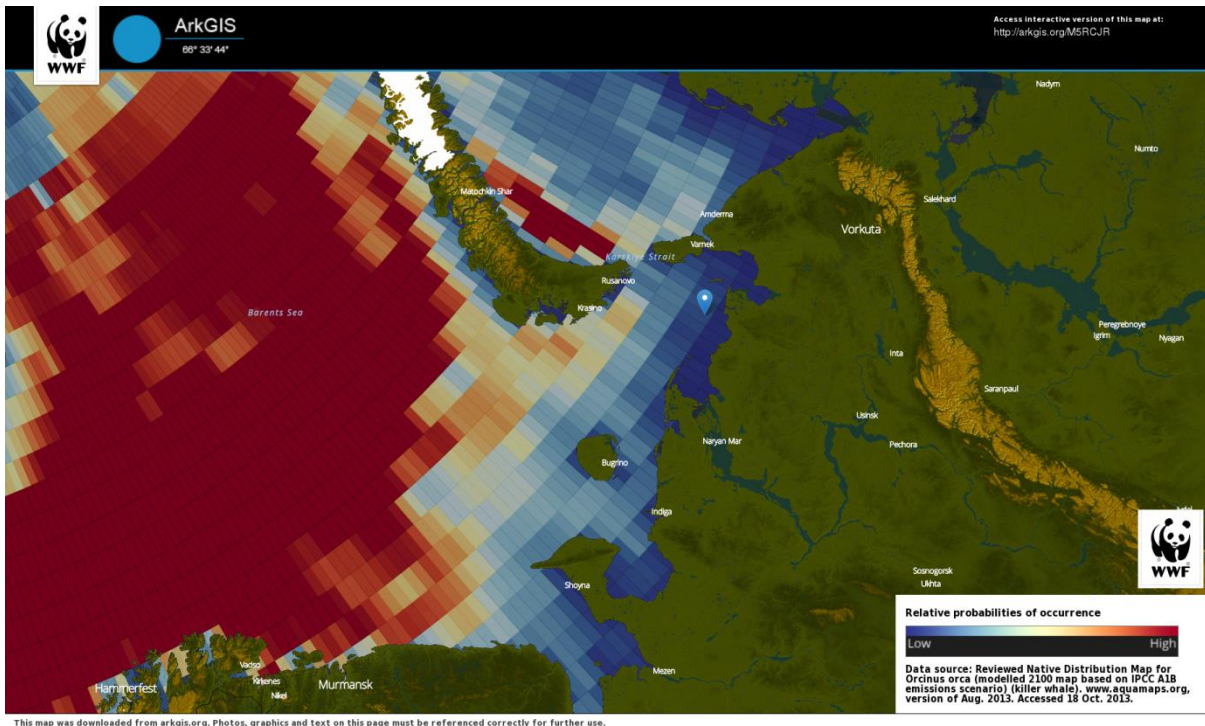 WWF
ArkGIS
66° 33' 44"
Access interactive version of this map at:
http://arkgis.org/M5RCJR
Nadym
Numto
Matochkin Shar
Salekhard
Amderma
Vorkuta
Varnek
Karskiye Strait
Rusanovo
Krasino
Barents Sea
Peregrebnoye
Igrim
Nyagan
Inta
Saranpaul
Usinsk
Naryan Mar
Pechora
Bugrino
Indiga
WWF
Sosnogorsk
Ukhta
Shoyna
Relative probabilities of occurrence
Low
High
Data source: Reviewed Native Distribution Map for
Orcinus orca (modelled 2100 map based on IPCC A1B
emissions scenario) (killer whale). www.aquamaps.org,
version of Aug. 2013. Accessed 18 Oct. 2013.
Vadso
Mezen
Kirkenes
Murmansk
Hammerfest
Nikel
This map was downloaded from arkgis.org. Photos, graphics and text on this page must be referenced correctly for further use.